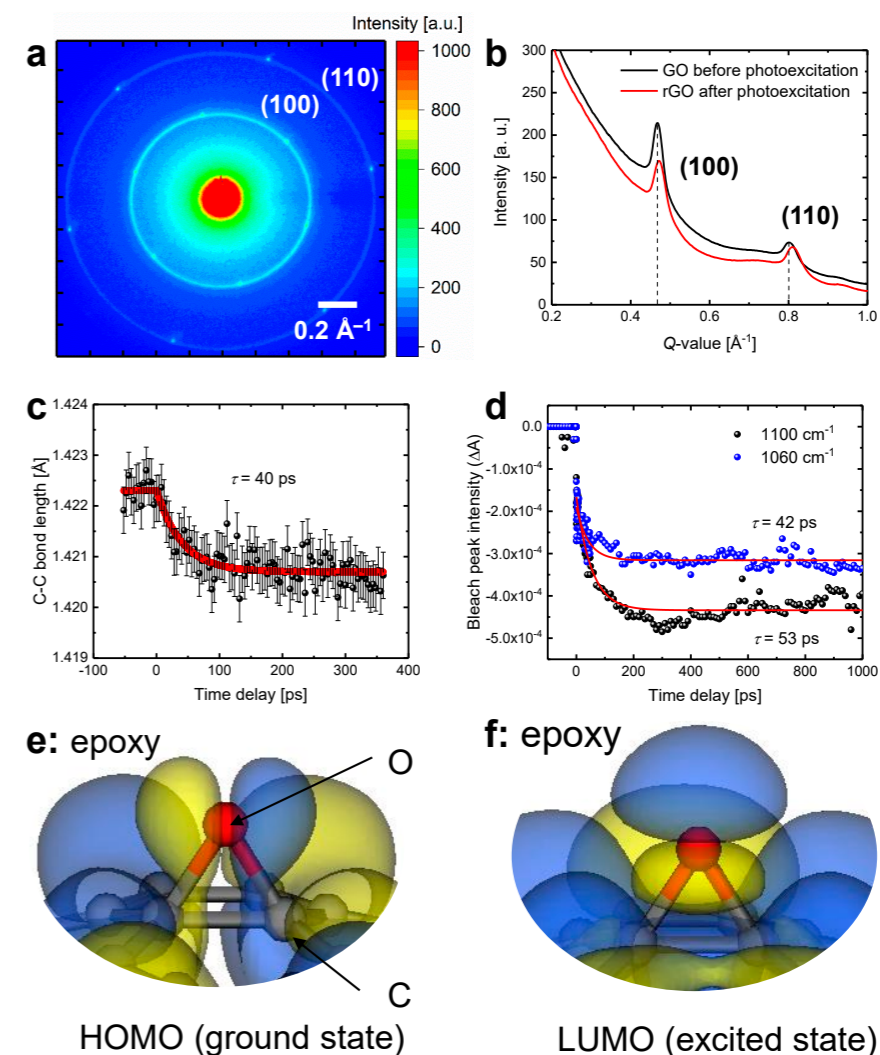 Intensity [a.u.]
a
(110)
(100)
0.2 Å⁻¹
1000
800
600
400
200
0
b
GO before photoexcitation
rGO after photoexcitation
(100)
(110)
Intensity [a. u.]
300
250
200
150
100
50
0
0.2 0.4 0.6 0.8 1.0
Q-value [Å⁻¹]
c
τ = 40 ps
C-C bond length [Å]
1.424
1.423
1.422
1.421
1.420
1.419
-100 0 100 200 300 400
Time delay [ps]
d
1100 cm⁻¹
1060 cm⁻¹
τ = 42 ps
τ = 53 ps
Bleach peak intensity (ΔA)
0.0
-1.0x10⁻⁴
-2.0x10⁻⁴
-3.0x10⁻⁴
-4.0x10⁻⁴
-5.0x10⁻⁴
0 200 400 600 800 1000
Time delay [ps]
e: epoxy
O
C
HOMO (ground state)
f: epoxy
LUMO (excited state)